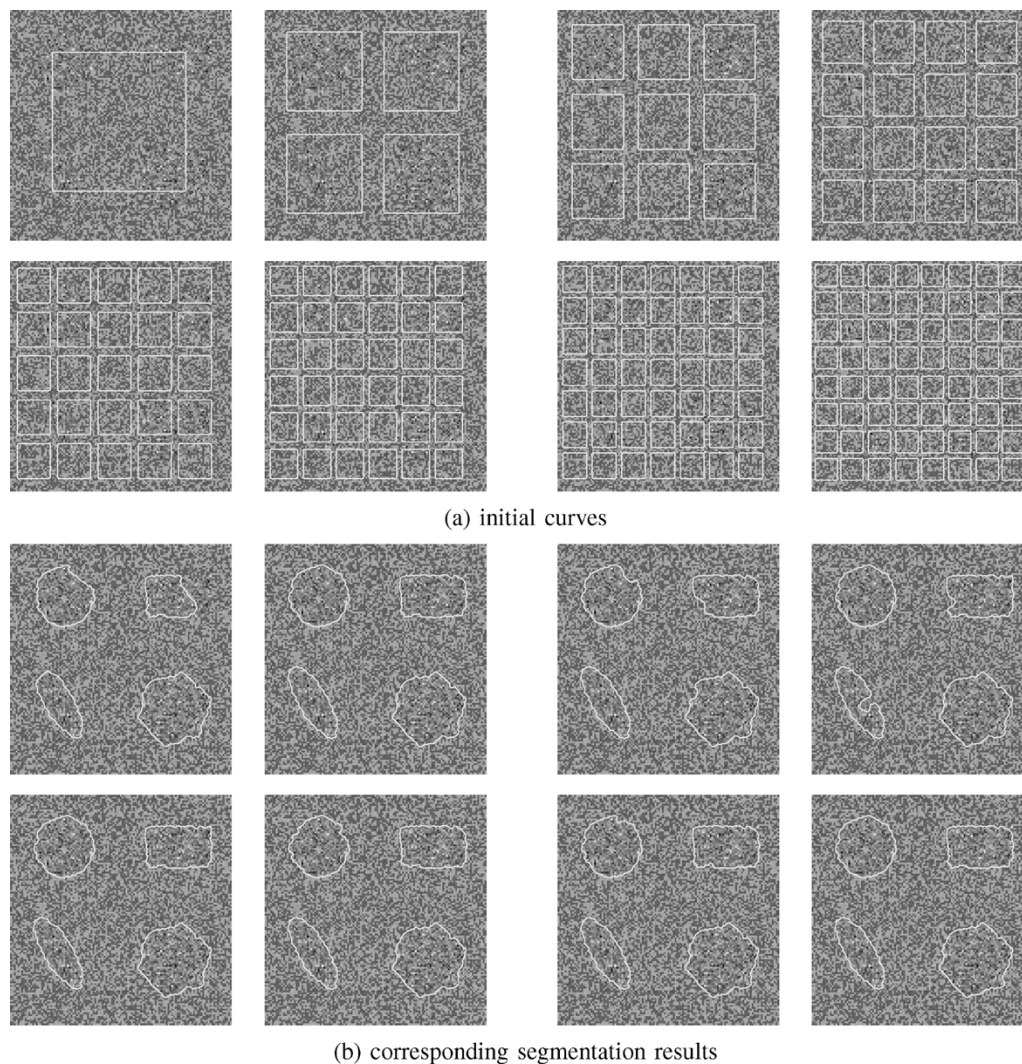 (a) initial curves
(b) corresponding segmentation results